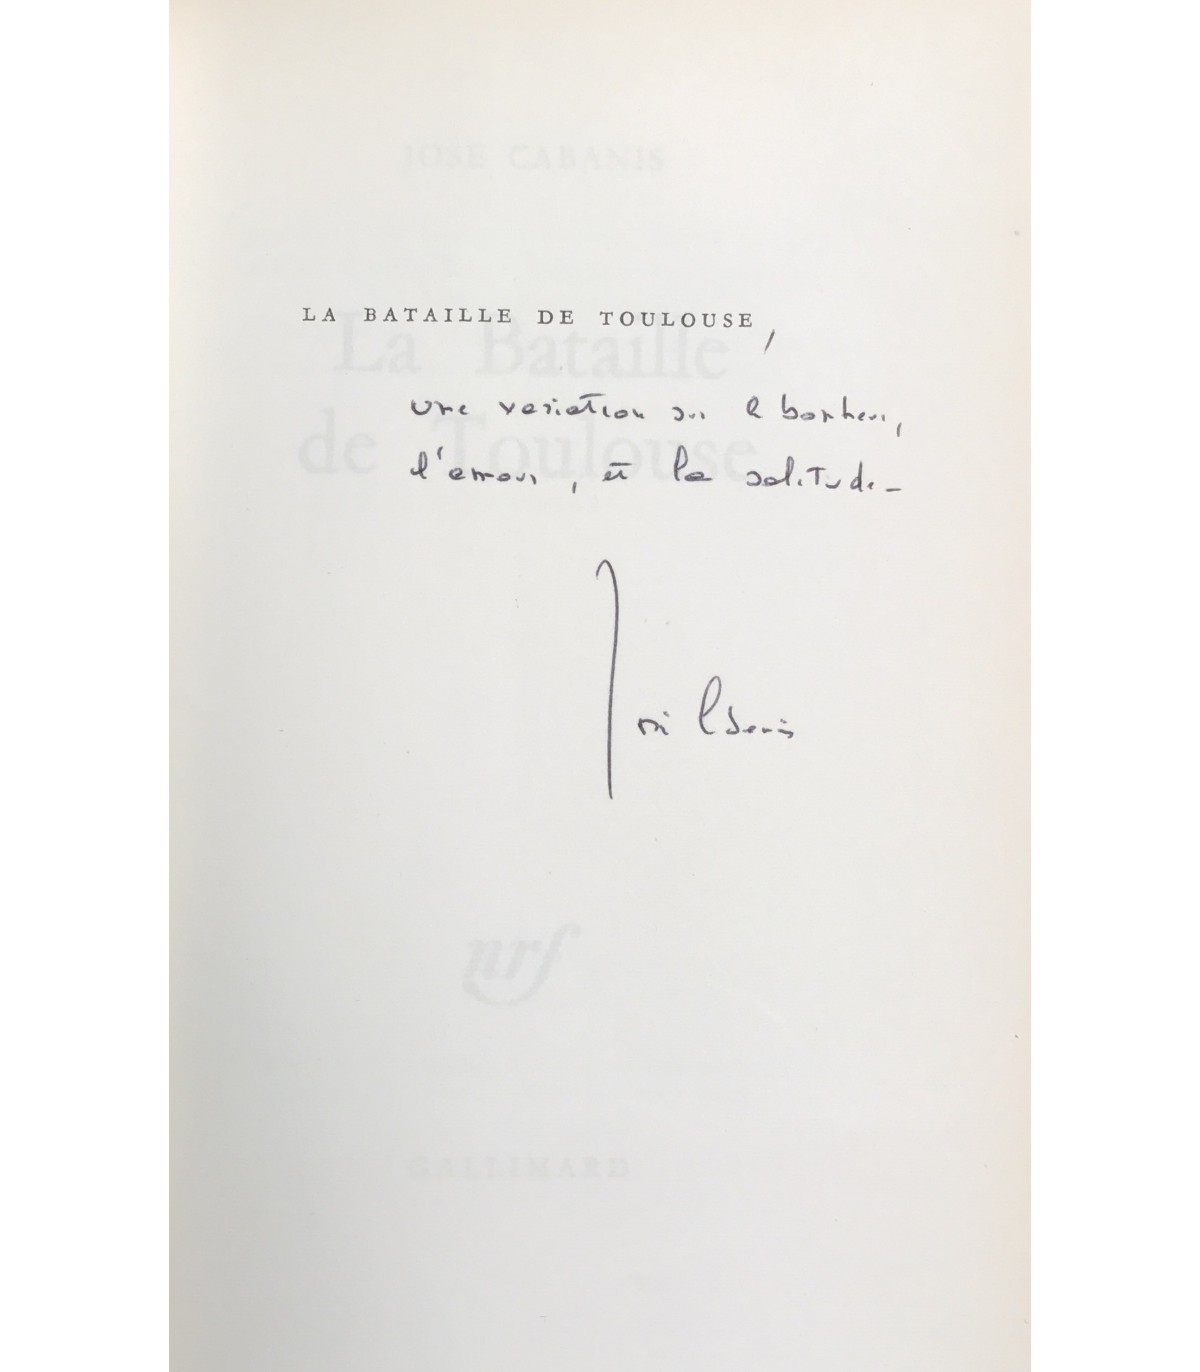 JOSÉ CABANIS
LA BATAILLE DE TOULOUSE,
La Bataille
de Toulouse
une variation sur le bonheur,
l'amour, et la solitude _
José Cabanis
nrf
GALLIMARD